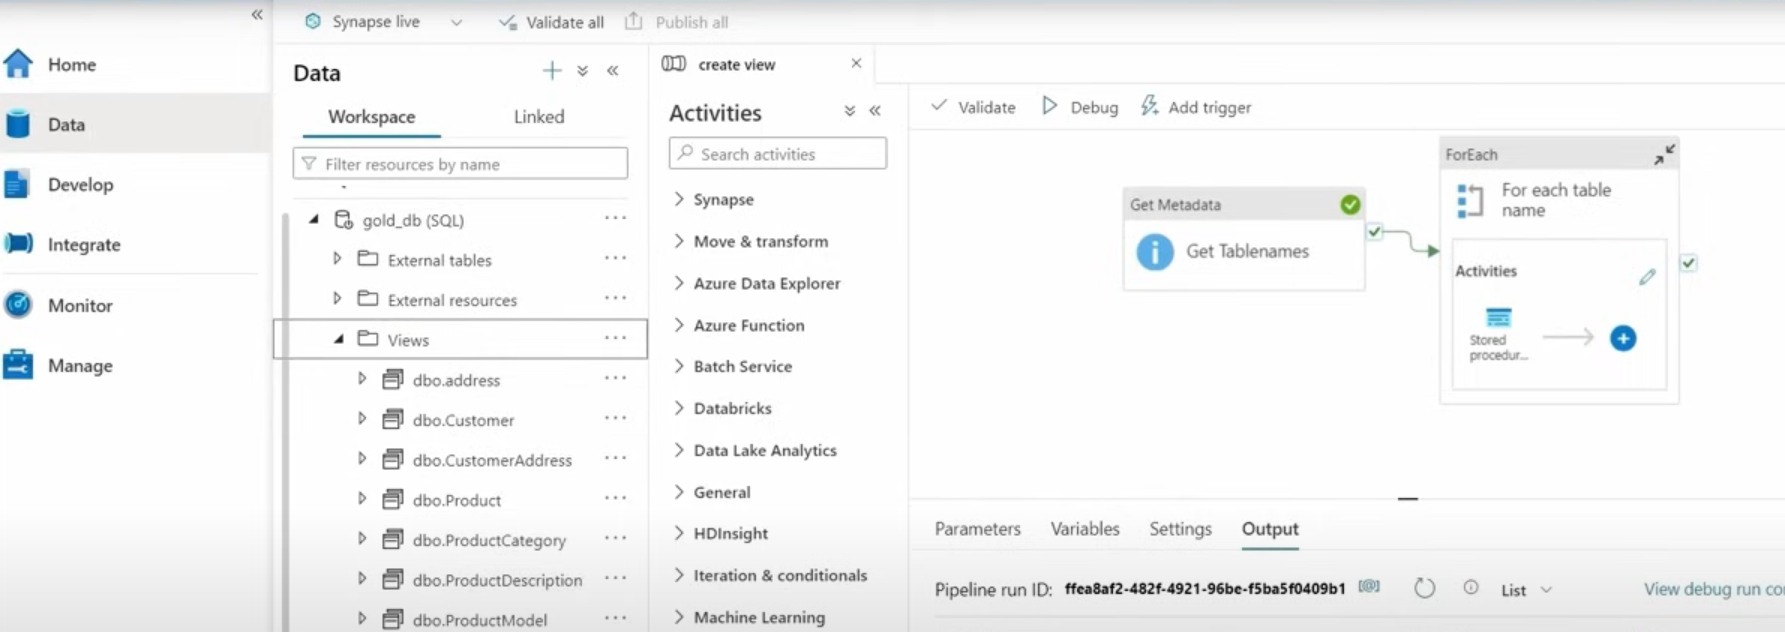 Synapse live
Validate all
Publish all
Home
Data
Develop
Integrate
Monitor
Manage
Data
Workspace
Linked
Filter resources by name
gold_db (SQL)
External tables
External resources
Views
dbo.address
dbo.Customer
dbo.CustomerAddress
dbo.Product
dbo.ProductCategory
dbo.ProductDescription
dbo.ProductModel
create view
Activities
Search activities
Synapse
Move & transform
Azure Data Explorer
Azure Function
Batch Service
Databricks
Data Lake Analytics
General
HDInsight
Iteration & conditionals
Machine Learning
Validate
Debug
Add trigger
Get Metadata
Get Tablenames
ForEach
For each table
name
Activities
Stored
procedur...
Parameters
Variables
Settings
Output
Pipeline run ID: ffea8af2-482f-4921-96be-f5ba5f0409b1
List
View debug run co